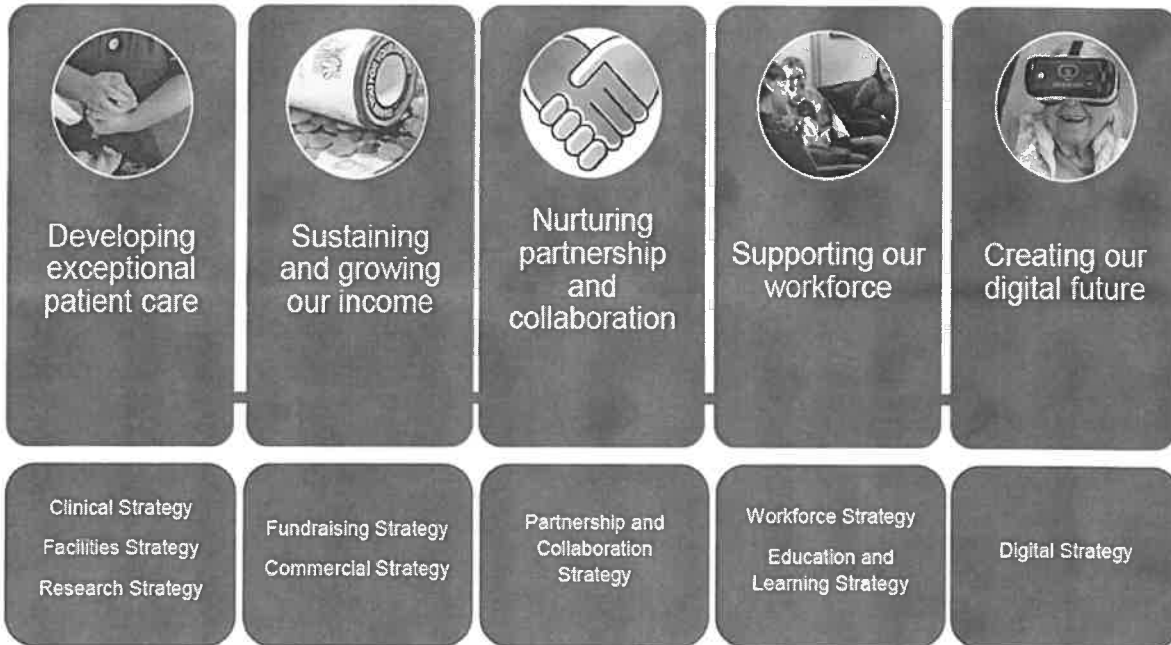 Developing
exceptional
patient care
Sustaining
and growing
our income
Nurturing
partnership
and
collaboration
Supporting our
workforce
Creating our
digital future
Clinical Strategy
Facilities Strategy
Research Strategy
Fundraising Strategy
Commercial Strategy
Partnership and
Collaboration
Strategy
Workforce Strategy
Education and
Learning Strategy
Digital Strategy